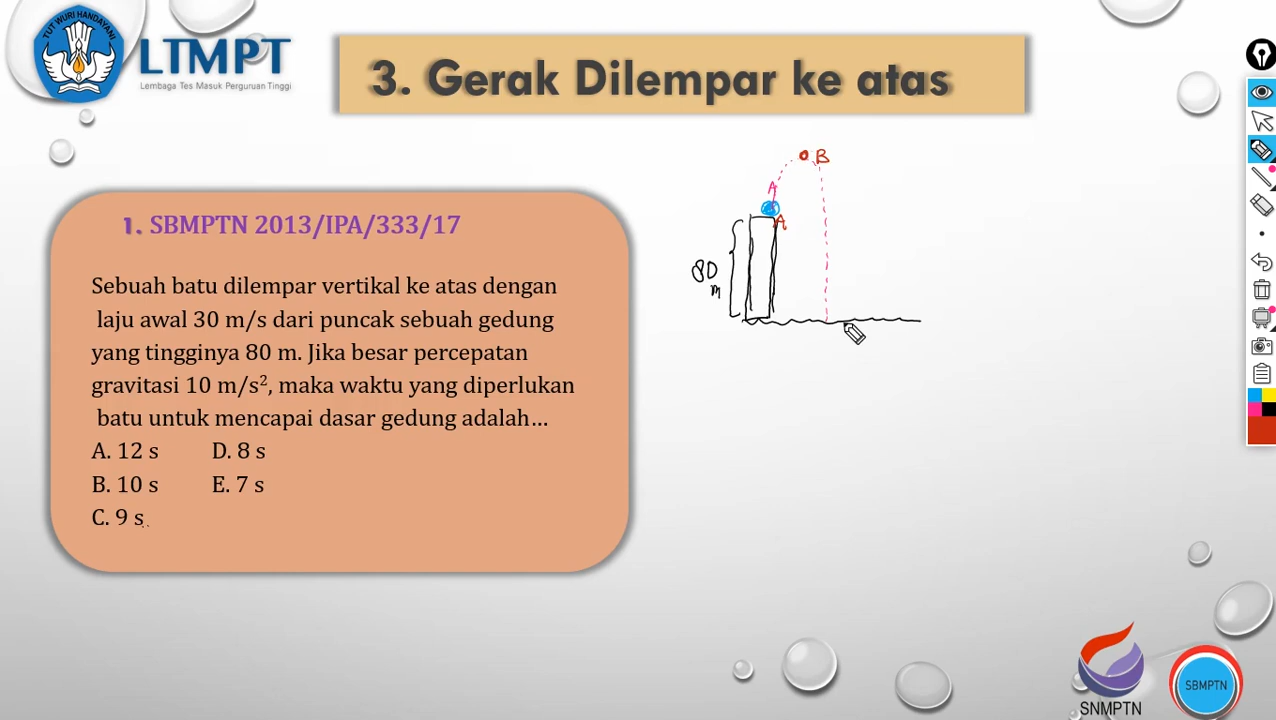 TUT WURI HANDAYANI
LTMPT
Lembaga Tes Masuk Perguruan Tinggi
3. Gerak Dilempar ke atas
1. SBMPTN 2013/IPA/333/17
Sebuah batu dilempar vertikal ke atas dengan
laju awal 30 m/s dari puncak sebuah gedung
yang tingginya 80 m. Jika besar percepatan
gravitasi 10 m/s², maka waktu yang diperlukan
batu untuk mencapai dasar gedung adalah...
A. 12 s D. 8 s
B. 10 s E. 7 s
C. 9 s
B
A
A
80
m
SNMPTN
SBMPTN